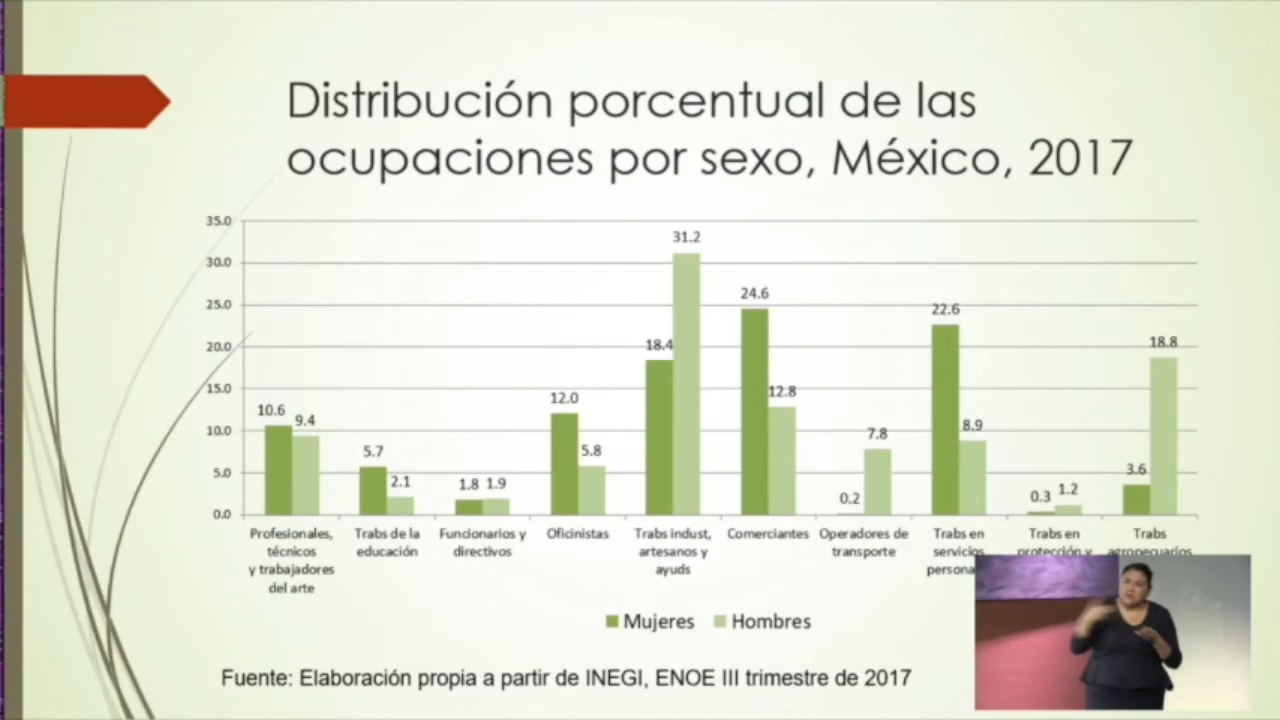 Distribución porcentual de las
ocupaciones por sexo, México, 2017
35.0
30.0
25.0
20.0
15.0
10.0
5.0
0.0
10.6
9.4
5.7
2.1
1.8
1.9
12.0
5.8
18.4
31.2
24.6
12.8
0.2
7.8
22.6
8.9
0.3
1.2
3.6
18.8
Profesionales,
técnicos
y trabajadores
del arte
Trabs de la
educación
Funcionarios y
directivos
Oficinistas
Trabs indust,
artesanos y
ayuds
Comerciantes
Operadores de
transporte
Trabs en
servicios
Trabs en
protección y
Trabs
agropecuarios
Mujeres
Hombres
Fuente: Elaboración propia a partir de INEGI, ENOE III trimestre de 2017